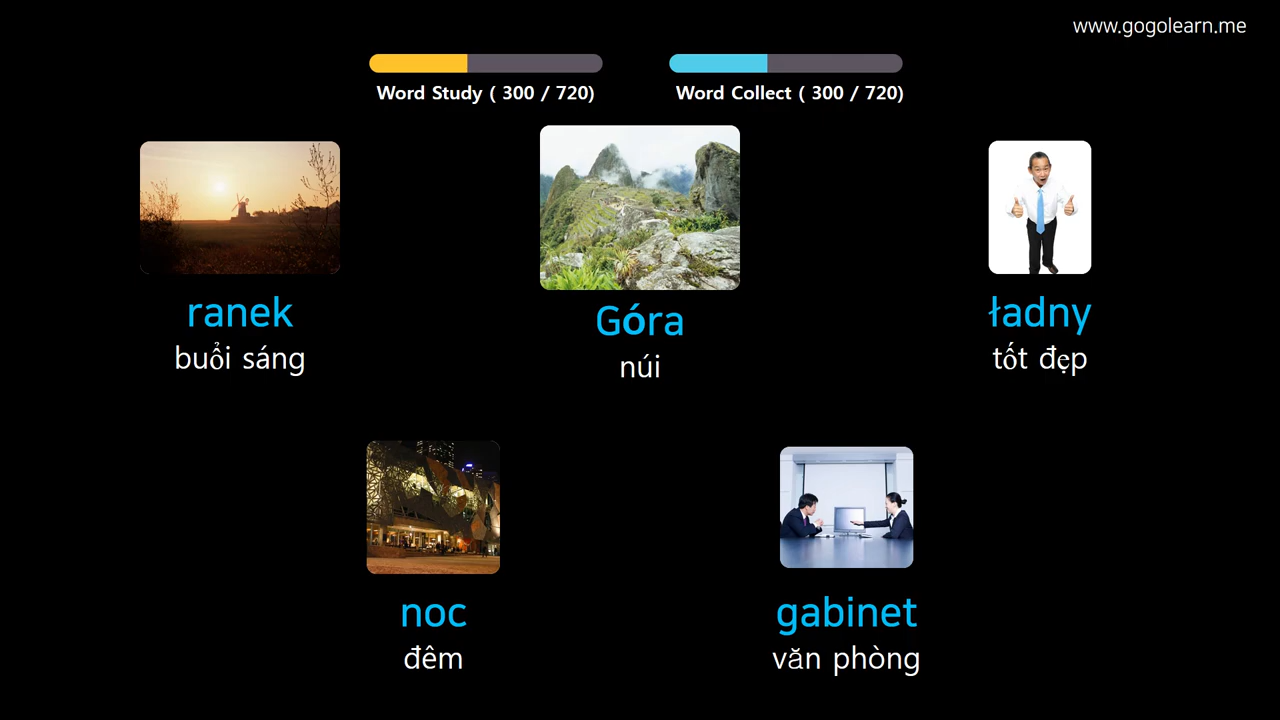 www.gogolearn.me
Word Study ( 300 / 720)
Word Collect ( 300 / 720)
ranek
buổi sáng
Góra
núi
ładny
tốt đẹp
noc
đêm
gabinet
văn phòng